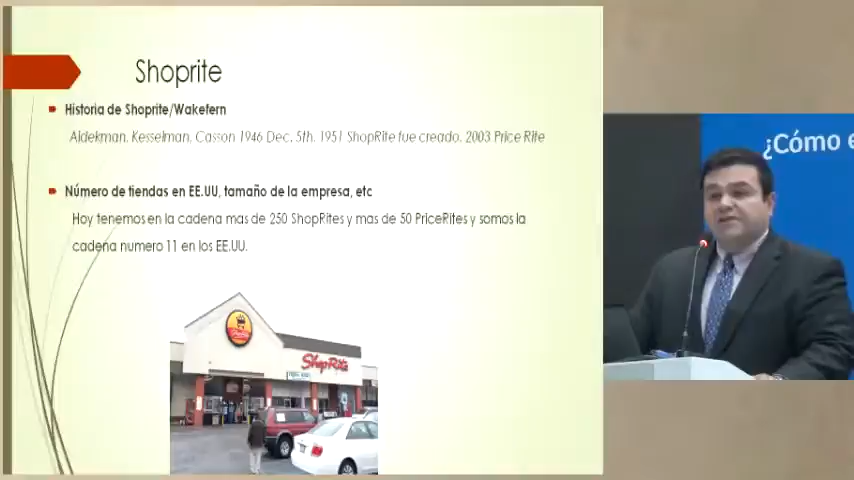 Shoprite
Historia de Shoprite/Wakefern
Aldekman, Kesselman, Casson 1946 Dec. 5th. 1951 ShopRite fue creado. 2003 Price Rite
Número de tiendas en EE.UU, tamaño de la empresa, etc
Hoy tenemos en la cadena mas de 250 ShopRites y mas de 50 PriceRites y somos la
cadena numero 11 en los EE.UU.
ShopRite
¿Cómo e